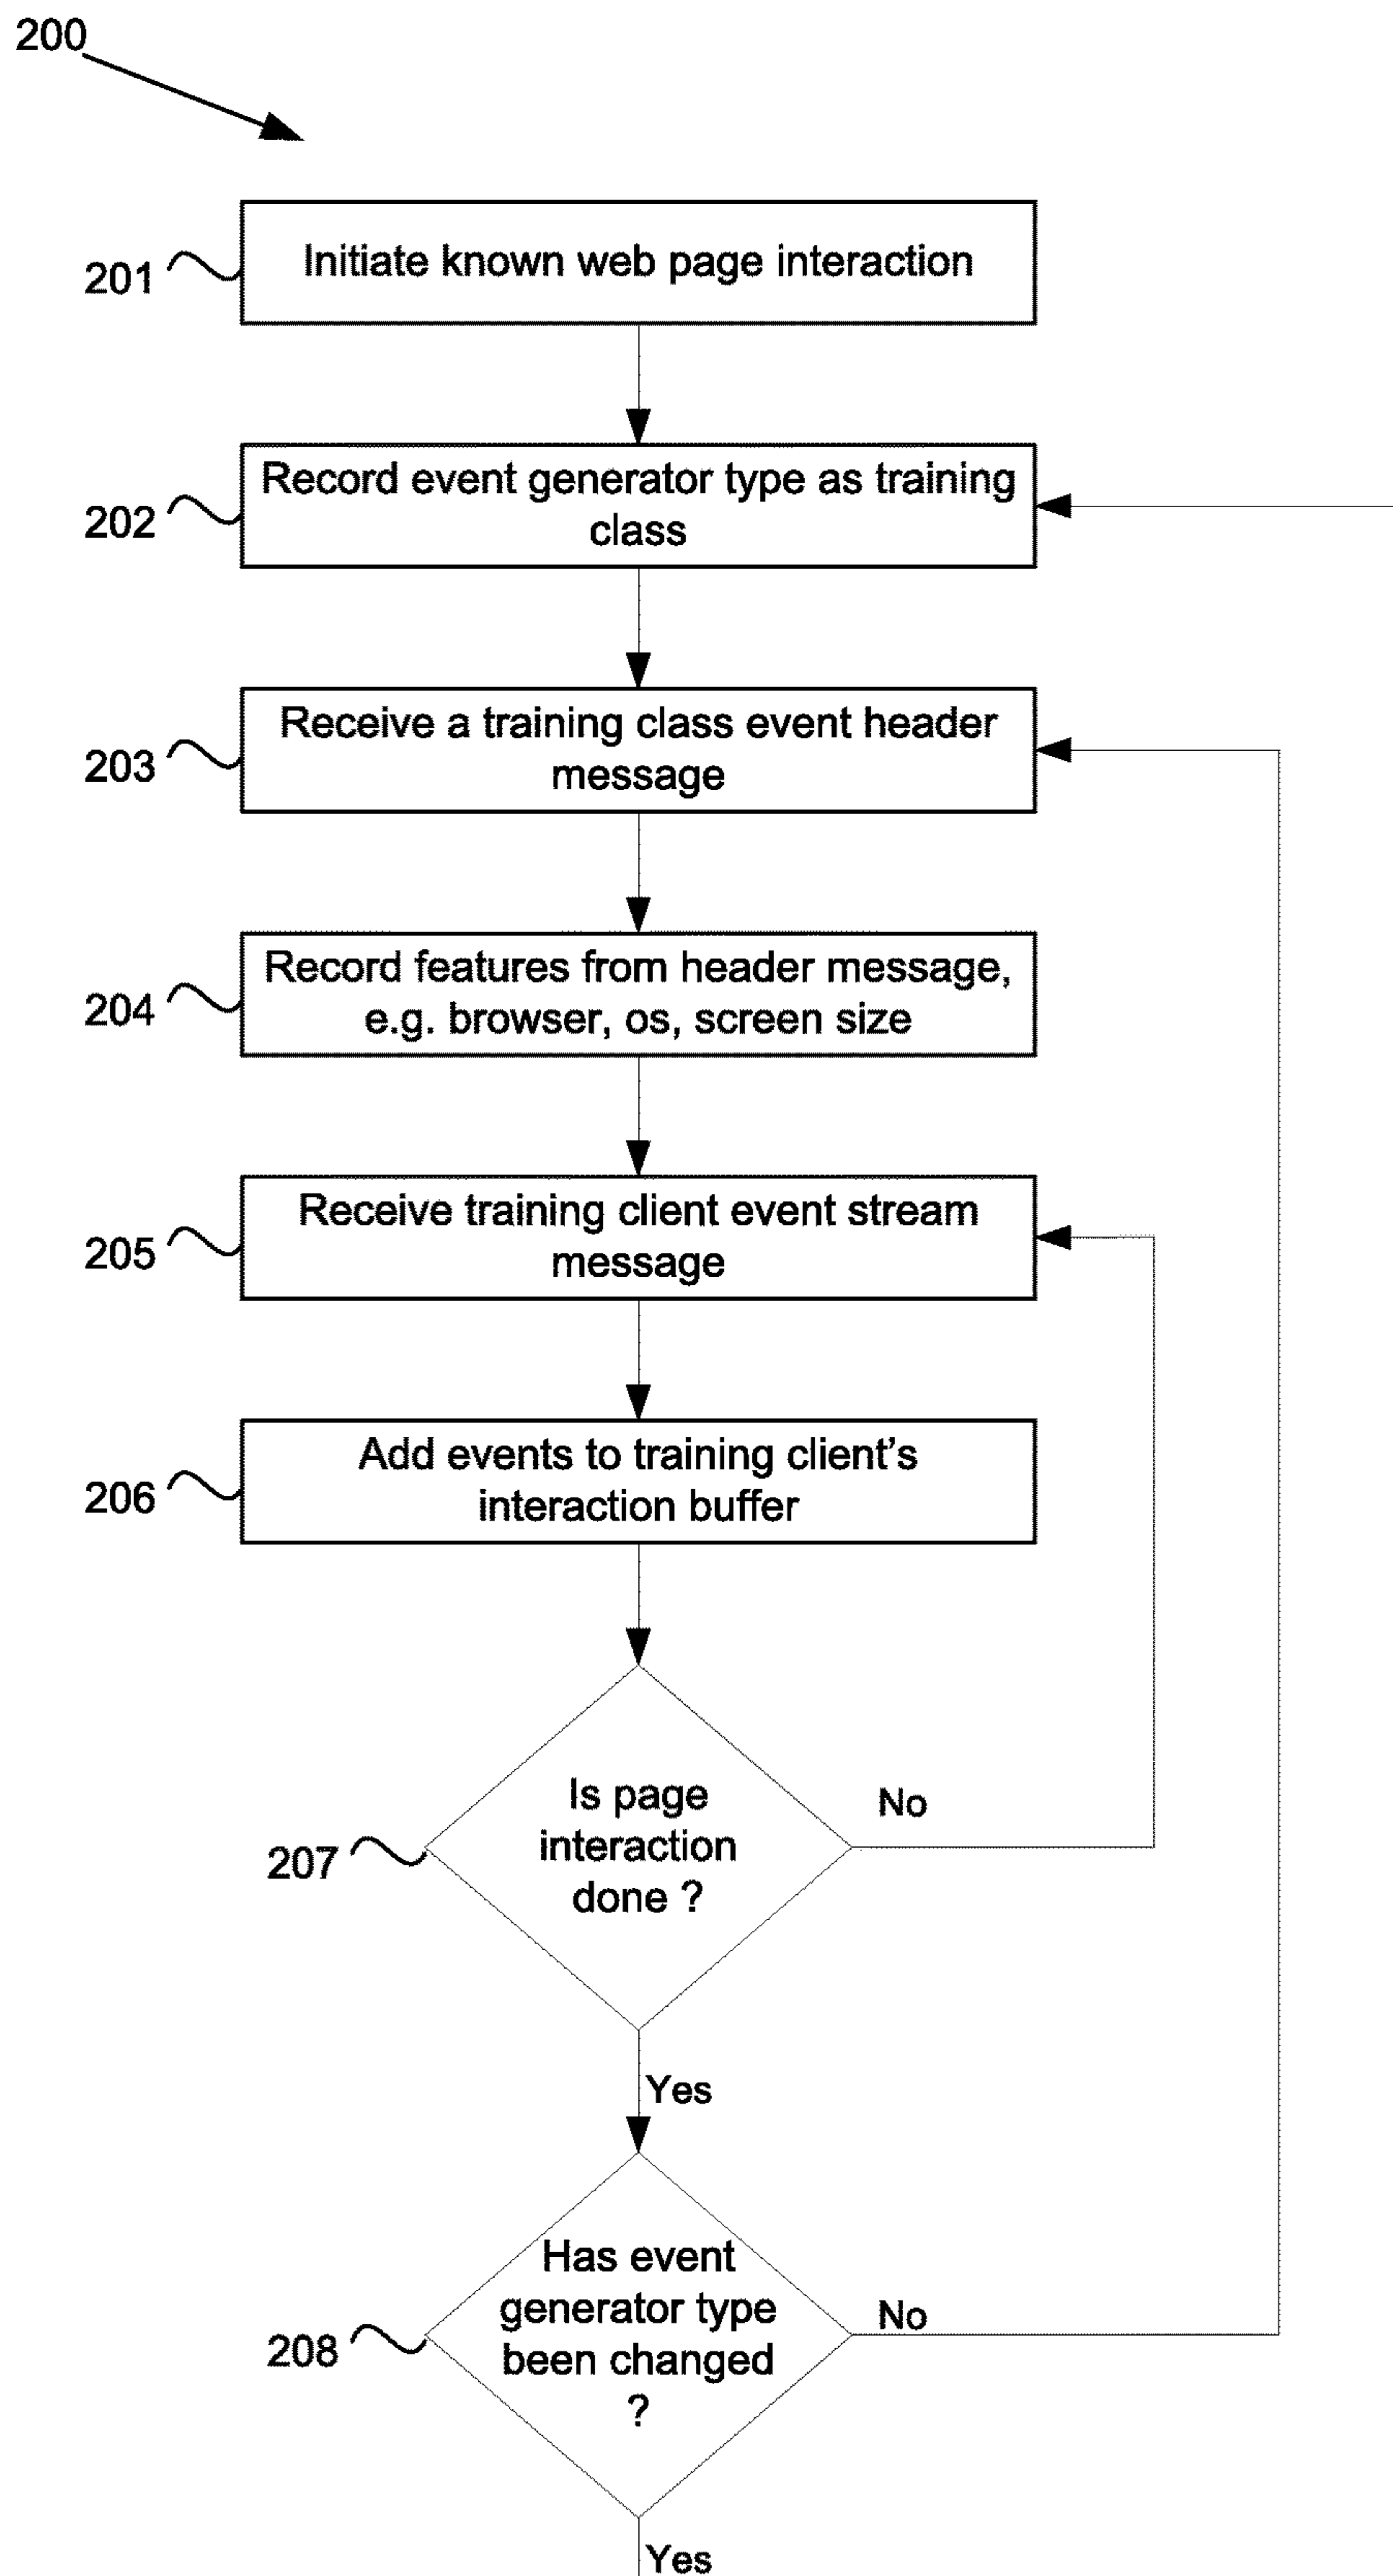 200
201
Initiate known web page interaction
202
Record event generator type as training
class
203
Receive a training class event header
message
204
Record features from header message,
e.g. browser, os, screen size
205
Receive training client event stream
message
206
Add events to training client’s
interaction buffer
207
Is page
interaction
done ?
No
Yes
208
Has event
generator type
been changed
?
No
Yes